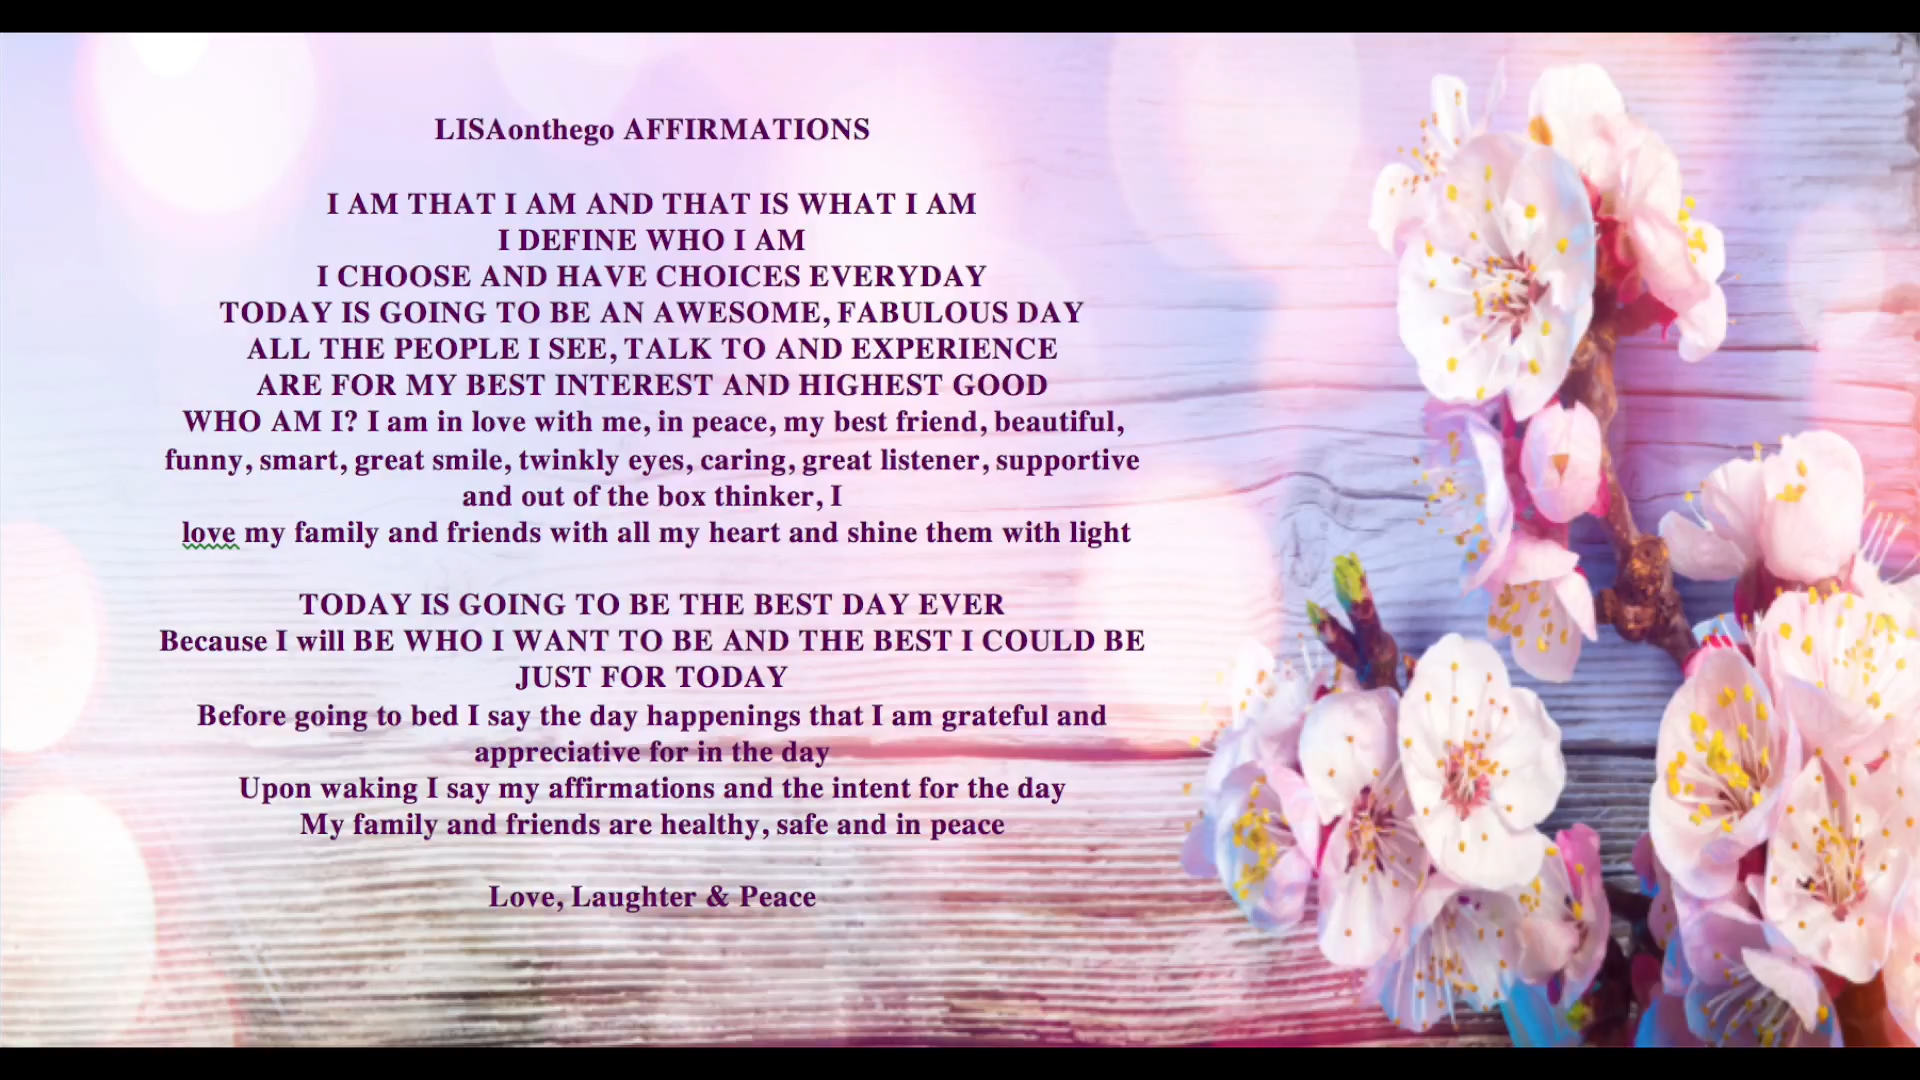 LISAonthego AFFIRMATIONS
I AM THAT I AM AND THAT IS WHAT I AM
I DEFINE WHO I AM
I CHOOSE AND HAVE CHOICES EVERYDAY
TODAY IS GOING TO BE AN AWESOME, FABULOUS DAY
ALL THE PEOPLE I SEE, TALK TO AND EXPERIENCE
ARE FOR MY BEST INTEREST AND HIGHEST GOOD
WHO AM I? I am in love with me, in peace, my best friend, beautiful,
funny, smart, great smile, twinkly eyes, caring, great listener, supportive
and out of the box thinker, I
love my family and friends with all my heart and shine them with light
TODAY IS GOING TO BE THE BEST DAY EVER
Because I will BE WHO I WANT TO BE AND THE BEST I COULD BE
JUST FOR TODAY
Before going to bed I say the day happenings that I am grateful and
appreciative for in the day
Upon waking I say my affirmations and the intent for the day
My family and friends are healthy, safe and in peace
Love, Laughter & Peace